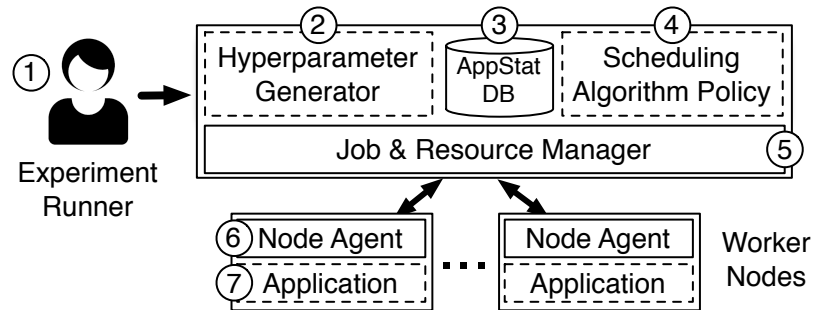 1
Experiment
Runner
2
Hyperparameter
Generator
3
AppStat
DB
4
Scheduling
Algorithm Policy
Job & Resource Manager
5
6
Node Agent
7
Application
Node Agent
Application
Worker
Nodes